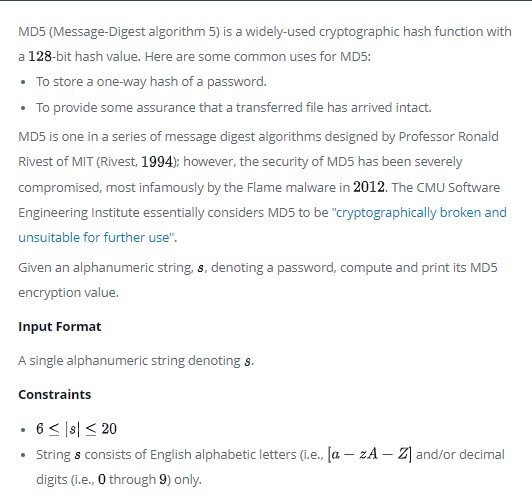 MD5 (Message-Digest algorithm 5) is a widely-used cryptographic hash function with
a 128-bit hash value. Here are some common uses for MD5:
• To store a one-way hash of a password.
• To provide some assurance that a transferred file has arrived intact.
MD5 is one in a series of message digest algorithms designed by Professor Ronald
Rivest of MIT (Rivest, 1994); however, the security of MD5 has been severely
compromised, most infamously by the Flame malware in 2012. The CMU Software
Engineering Institute essentially considers MD5 to be "cryptographically broken and
unsuitable for further use".
Given an alphanumeric string, s, denoting a password, compute and print its MD5
encryption value.
Input Format
A single alphanumeric string denoting s.
Constraints
• 6 ≤ |s| ≤ 20
• String s consists of English alphabetic letters (i.e., [a − zA − Z] and/or decimal
digits (i.e., 0 through 9) only.